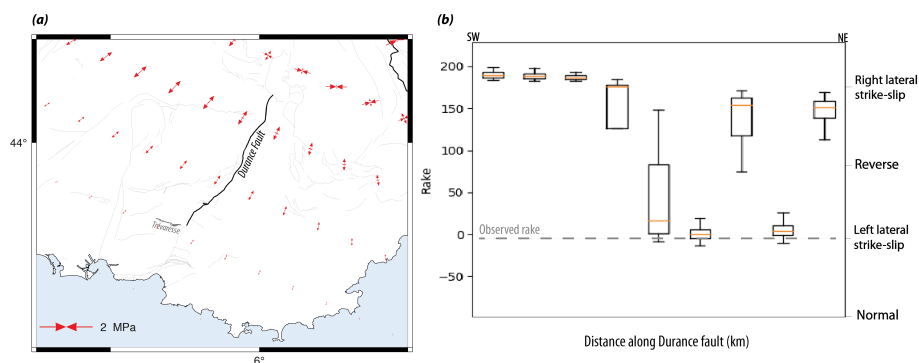 (a)
44°
Durance Fault
Trévaresse
2 MPa
6°
(b)
SW
NE
200
150
100
50
0
−50
Rake
Observed rake
Right lateral
strike-slip
Reverse
Left lateral
strike-slip
Normal
Distance along Durance fault (km)